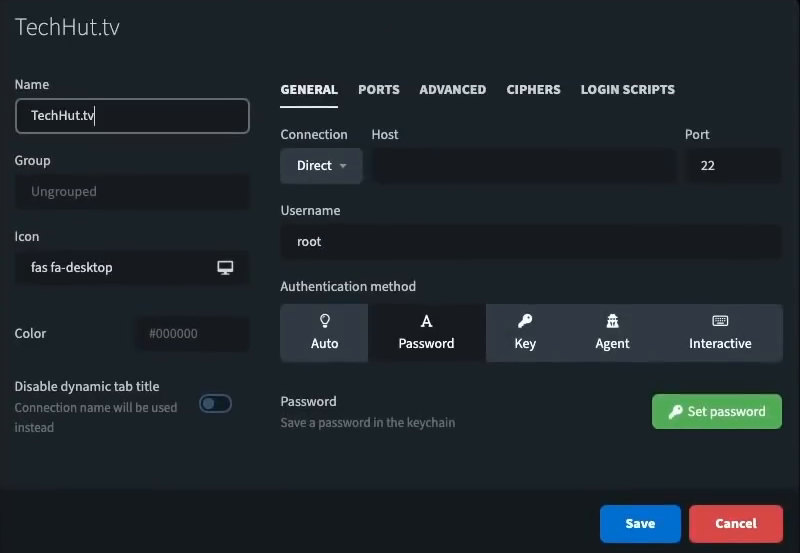 TechHut.tv
Name
TechHut.tv
Group
Ungrouped
Icon
fas fa-desktop
Color
#000000
Disable dynamic tab title
Connection name will be used
instead
GENERAL PORTS ADVANCED CIPHERS LOGIN SCRIPTS
Connection Host Port
Direct 22
Username
root
Authentication method
Auto Password Key Agent Interactive
Password
Save a password in the keychain
Set password
Save Cancel